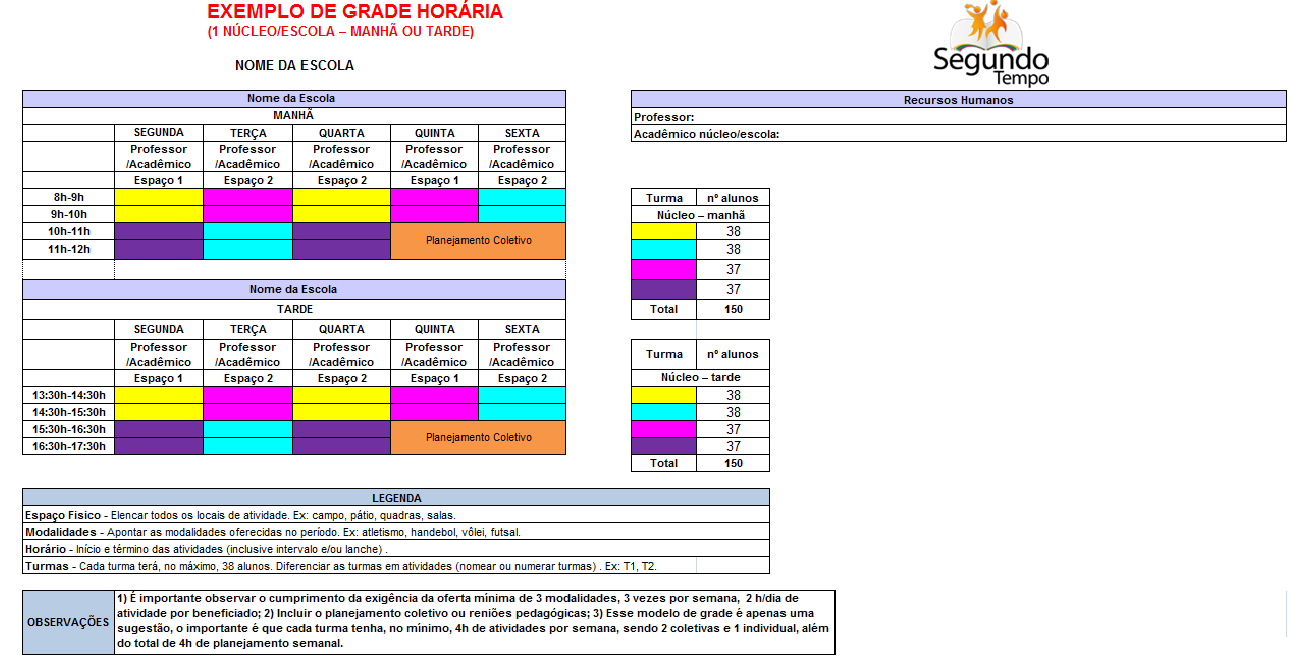 EXEMPLO DE GRADE HORÁRIA
(1 NÚCLEO/ESCOLA – MANHÃ OU TARDE)
NOME DA ESCOLA
Segundo
Tempo
Nome da Escola
MANHÃ
SEGUNDA TERÇA QUARTA QUINTA SEXTA
Professor Professor Professor Professor Professor
/Acadêmico /Acadêmico /Acadêmico /Acadêmico /Acadêmico
Espaço 1 Espaço 2 Espaço 2 Espaço 1 Espaço 2
8h-9h
9h-10h
10h-11h
Planejamento Coletivo
11h-12h
Nome da Escola
TARDE
SEGUNDA TERÇA QUARTA QUINTA SEXTA
Professor Professor Professor Professor Professor
/Acadêmico /Acadêmico /Acadêmico /Acadêmico /Acadêmico
Espaço 1 Espaço 2 Espaço 2 Espaço 1 Espaço 2
13:30h-14:30h
14:30h-15:30h
15:30h-16:30h
Planejamento Coletivo
16:30h-17:30h
Recursos Humanos
Professor:
Acadêmico núcleo/escola:
Turma nº alunos
Núcleo – manhã
38
38
37
37
Total 150
Turma nº alunos
Núcleo – tarde
38
38
37
37
Total 150
LEGENDA
Espaço Fisico - Elencar todos os locais de atividade. Ex: campo, pátio, quadras, salas.
Modalidades - Apontar as modalidades oferecidas no período. Ex: atletismo, handebol, vôlei, futsal.
Horário - Início e término das atividades (inclusive intervalo e/ou lanche) .
Turmas - Cada turma terá, no máximo, 38 alunos. Diferenciar as turmas em atividades (nomear ou numerar turmas) . Ex: T1, T2.
OBSERVAÇÕES
1) É importante observar o cumprimento da exigência da oferta mínima de 3 modalidades, 3 vezes por semana, 2 h/dia de
atividade por beneficiado; 2) Incluir o planejamento coletivo ou reniões pedagógicas; 3) Esse modelo de grade é apenas uma
sugestão, o importante é que cada turma tenha, no mínimo, 4h de atividades por semana, sendo 2 coletivas e 1 individual, além
do total de 4h de planejamento semanal.